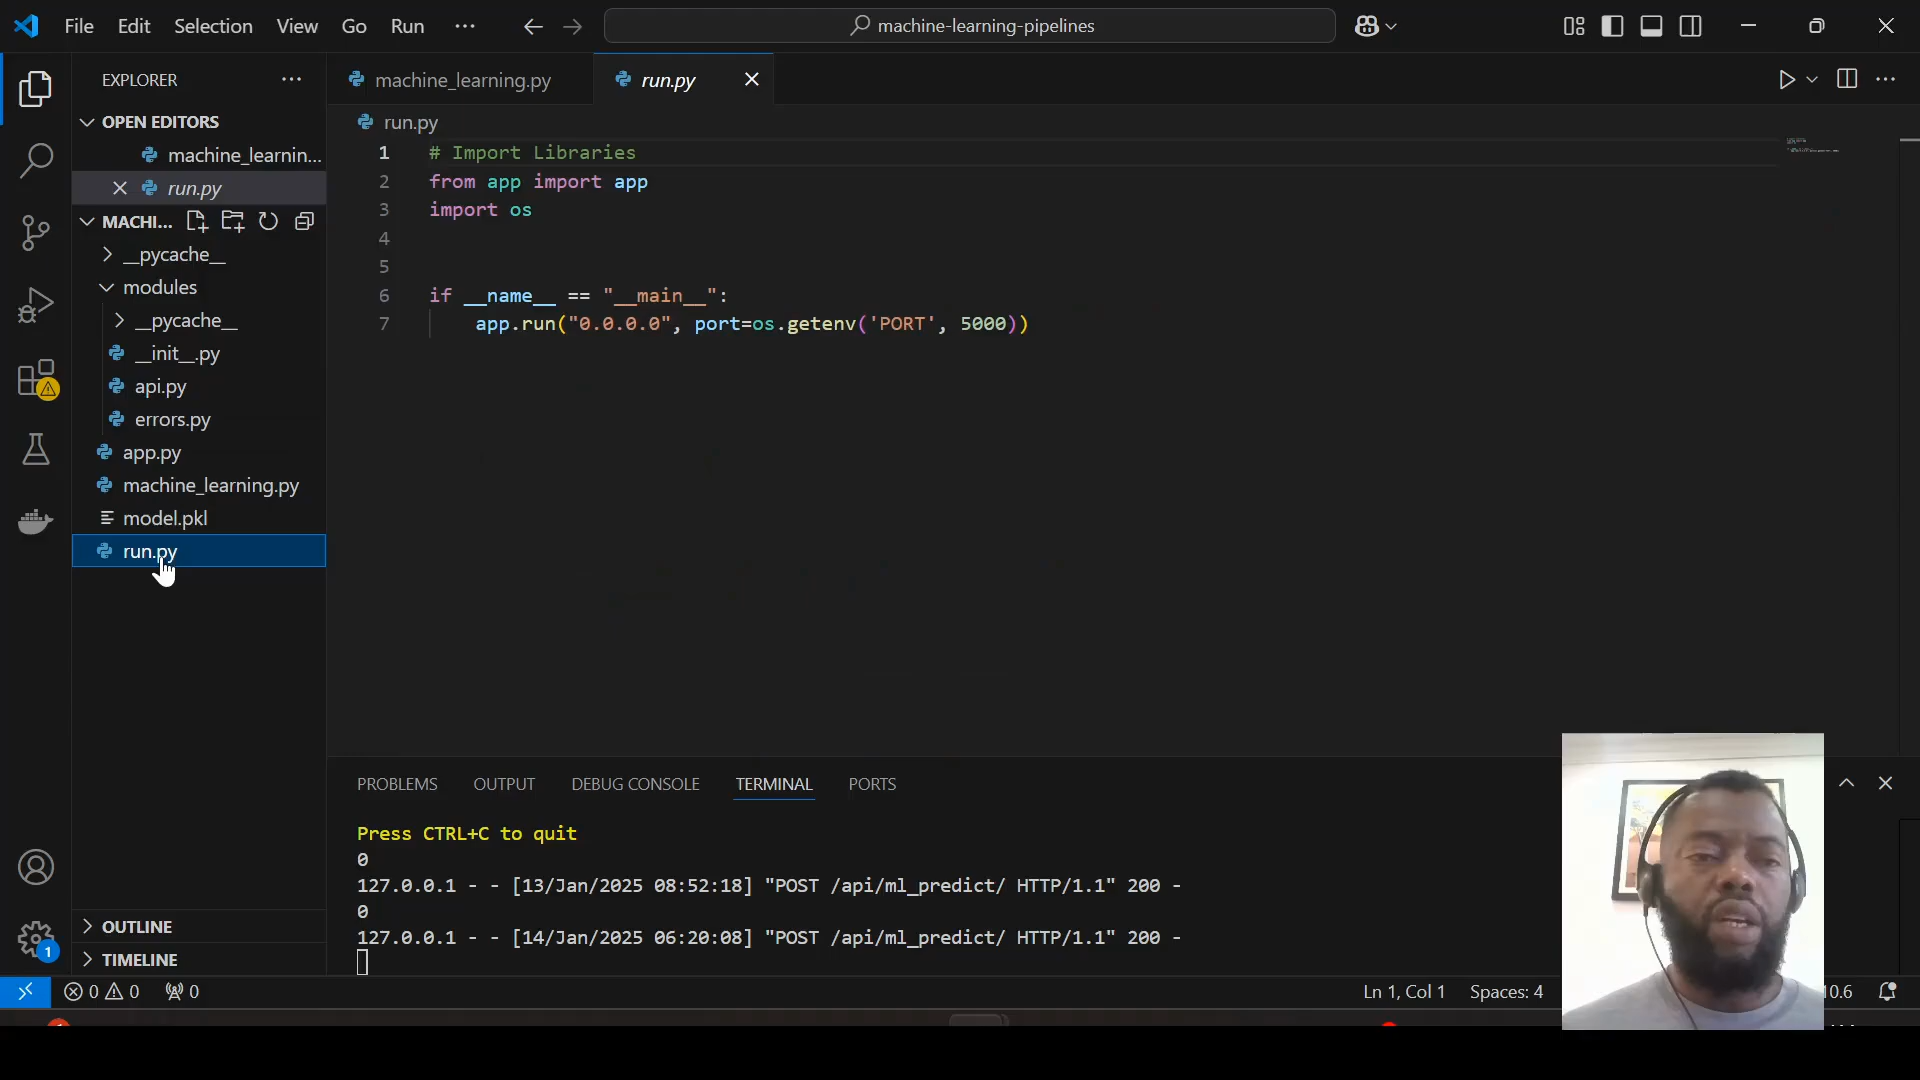 File Edit Selection View Go Run ··· machine-learning-pipelines
EXPLORER
OPEN EDITORS
machine_learnin...
run.py
MACHI...
__pycache__
modules
__pycache__
__init__.py
api.py
errors.py
app.py
machine_learning.py
model.pkl
run.py
OUTLINE
TIMELINE
machine_learning.py run.py
run.py
1 # Import Libraries
2 from app import app
3 import os
4
5
6 if __name__ == "__main__":
7 app.run("0.0.0.0", port=os.getenv('PORT', 5000))
PROBLEMS OUTPUT DEBUG CONSOLE TERMINAL PORTS
Press CTRL+C to quit
0
127.0.0.1 - - [13/Jan/2025 08:52:18] "POST /api/ml_predict/ HTTP/1.1" 200 -
0
127.0.0.1 - - [14/Jan/2025 06:20:08] "POST /api/ml_predict/ HTTP/1.1" 200 -
1
0 0 0 Ln 1, Col 1 Spaces: 4 10.6